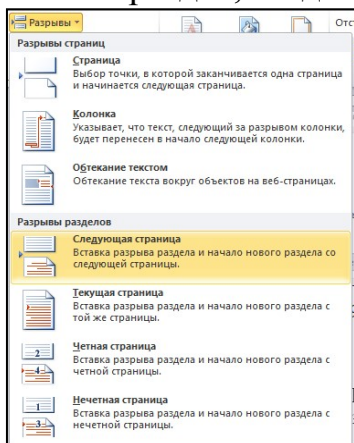 Разрывы
Отс
Разрывы страниц
Страница
Выбор точки, в которой заканчивается одна страница
и начинается следующая страница.
Колонка
Указывает, что текст, следующий за разрывом колонки,
будет перенесен в начало следующей колонки.
Обтекание текстом
Обтекание текста вокруг объектов на веб-страницах.
Разрывы разделов
Следующая страница
Вставка разрыва раздела и начало нового раздела со
следующей страницы.
Текущая страница
Вставка разрыва раздела и начало нового раздела с
той же страницы.
2
4
Четная страница
Вставка разрыва раздела и начало нового раздела с
четной страницы.
1
3
Нечетная страница
Вставка разрыва раздела и начало нового раздела с
нечетной страницы.